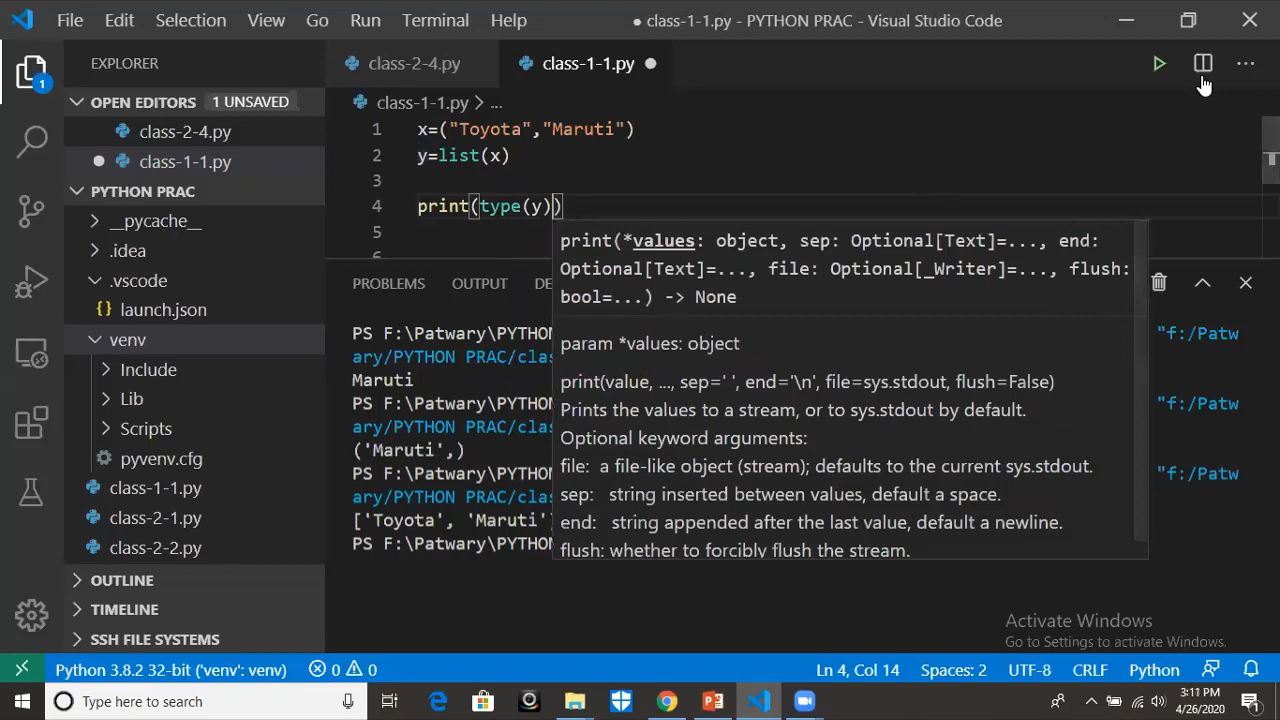 File Edit Selection View Go Run Terminal Help ● class-1-1.py - PYTHON PRAC - Visual Studio Code
EXPLORER
class-2-4.py class-1-1.py
OPEN EDITORS 1 UNSAVED
class-2-4.py
class-1-1.py
PYTHON PRAC
__pycache__
.idea
.vscode
launch.json
venv
Include
Lib
Scripts
pyvenv.cfg
class-1-1.py
class-2-1.py
class-2-2.py
OUTLINE
TIMELINE
SSH FILE SYSTEMS
1
class-1-1.py > ...
1 x=("Toyota","Maruti")
2 y=list(x)
3
4 print(type(y))
5
6
print(*values: object, sep: Optional[Text]=..., end:
Optional[Text]=..., file: Optional[_Writer]=..., flush:
bool=...) -> None
param *values: object
print(value, ..., sep=' ', end='\n', file=sys.stdout, flush=False)
Prints the values to a stream, or to sys.stdout by default.
Optional keyword arguments:
file: a file-like object (stream); defaults to the current sys.stdout.
sep: string inserted between values, default a space.
end: string appended after the last value, default a newline.
flush: whether to forcibly flush the stream.
PROBLEMS OUTPUT DE
PS F:\Patwary\PYTHO "f:/Patw
ary/PYTHON PRAC/clas
Maruti
PS F:\Patwary\PYTHO "f:/Patw
ary/PYTHON PRAC/clas
('Maruti',)
PS F:\Patwary\PYTHO "f:/Patw
ary/PYTHON PRAC/clas
['Toyota', 'Maruti']
PS F:\Patwary\PYTHO
Activate Windows
Go to Settings to activate Windows.
Python 3.8.2 32-bit ('venv': venv) 0 0 Ln 4, Col 14 Spaces: 2 UTF-8 CRLF Python
Type here to search
3:11 PM
4/26/2020
1